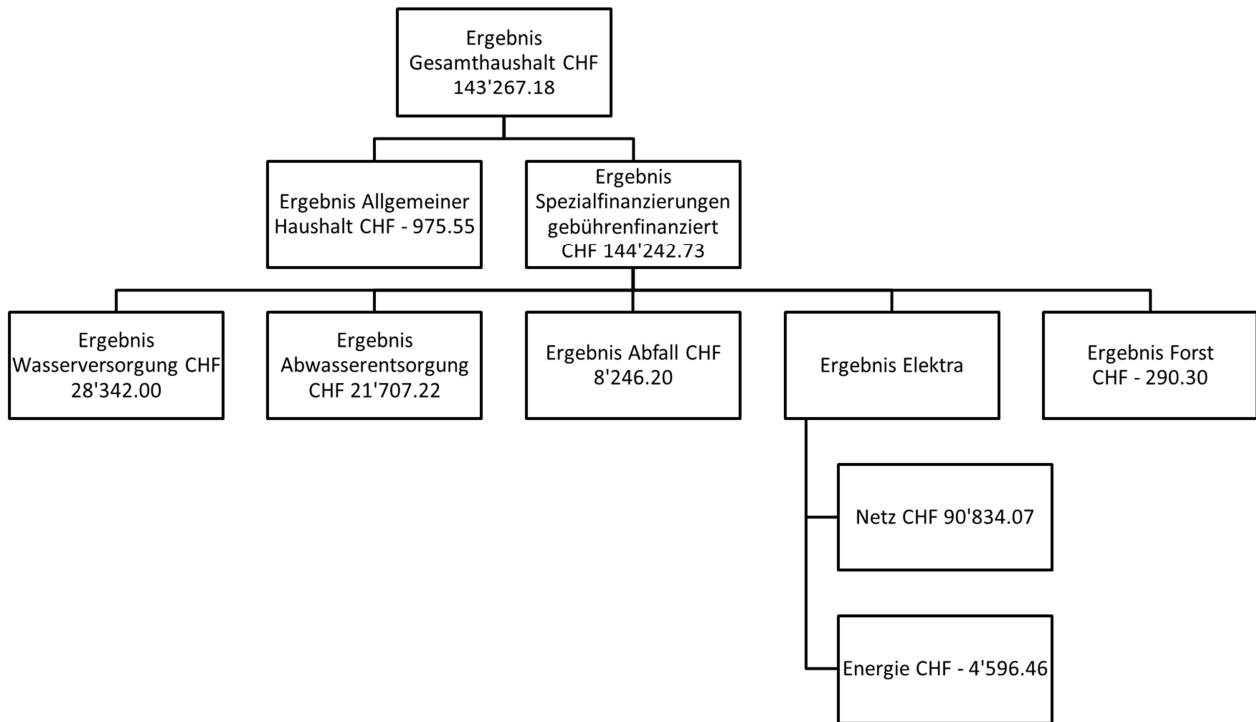 Ergebnis
Gesamthaushalt CHF
143'267.18
Ergebnis Allgemeiner
Haushalt CHF - 975.55
Ergebnis
Spezialfinanzierungen
gebührenfinanziert
CHF 144'242.73
Ergebnis
Wasserversorgung CHF
28'342.00
Ergebnis
Abwasserentsorgung
CHF 21'707.22
Ergebnis Abfall CHF
8'246.20
Ergebnis Elektra
Ergebnis Forst
CHF - 290.30
Netz CHF 90'834.07
Energie CHF - 4'596.46